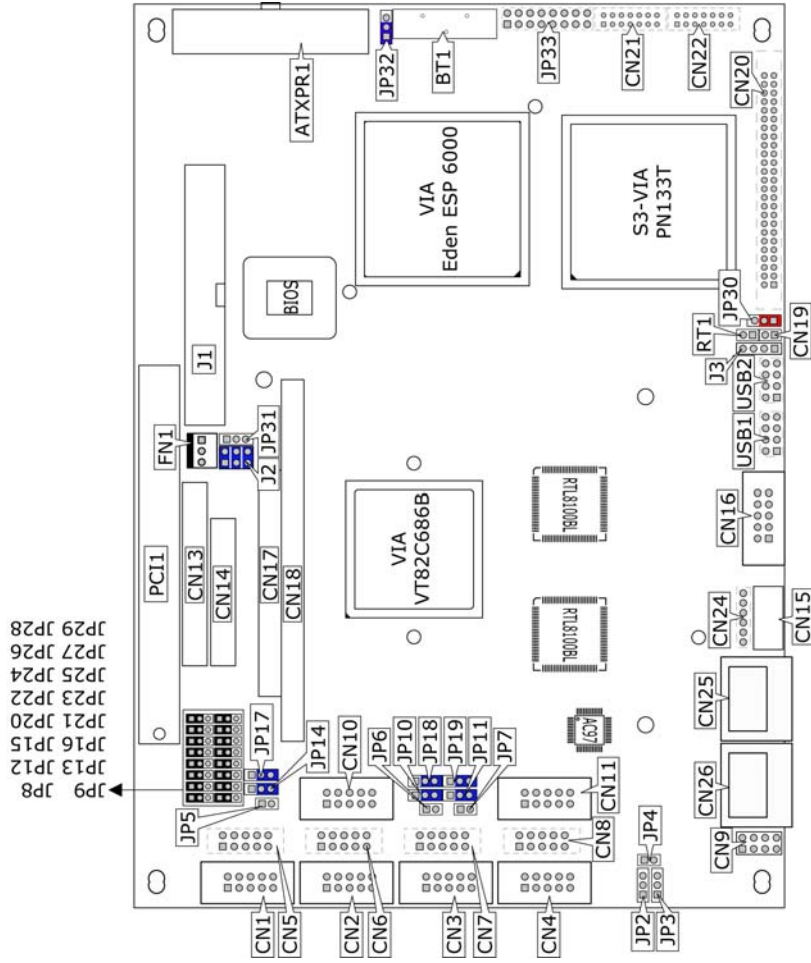 ATXPR1
JP32
BT1
JP33
CN21
CN22
CN20
VIA
Eden ESP 6000
S3-VIA
PN133T
BIOS
J1
JP30
RT1
CN19
J3
USB2
USB1
FN1
JP31
J2
PCI1
CN13
CN14
CN17
CN18
VIA
VT82C686B
RTL8100BL
RTL8100BL
CN16
CN24
CN15
CN25
CN26
AC97
JP28 JP29
JP26 JP27
JP24 JP25
JP22 JP23
JP20 JP21
JP15 JP16
JP12 JP13
JP8 JP9
JP17
JP14
JP5
CN10
JP6
JP10
JP18
JP19
JP11
JP7
CN11
CN9
JP4
JP2
JP3
CN1
CN5
CN2
CN6
CN3
CN7
CN4
CN8